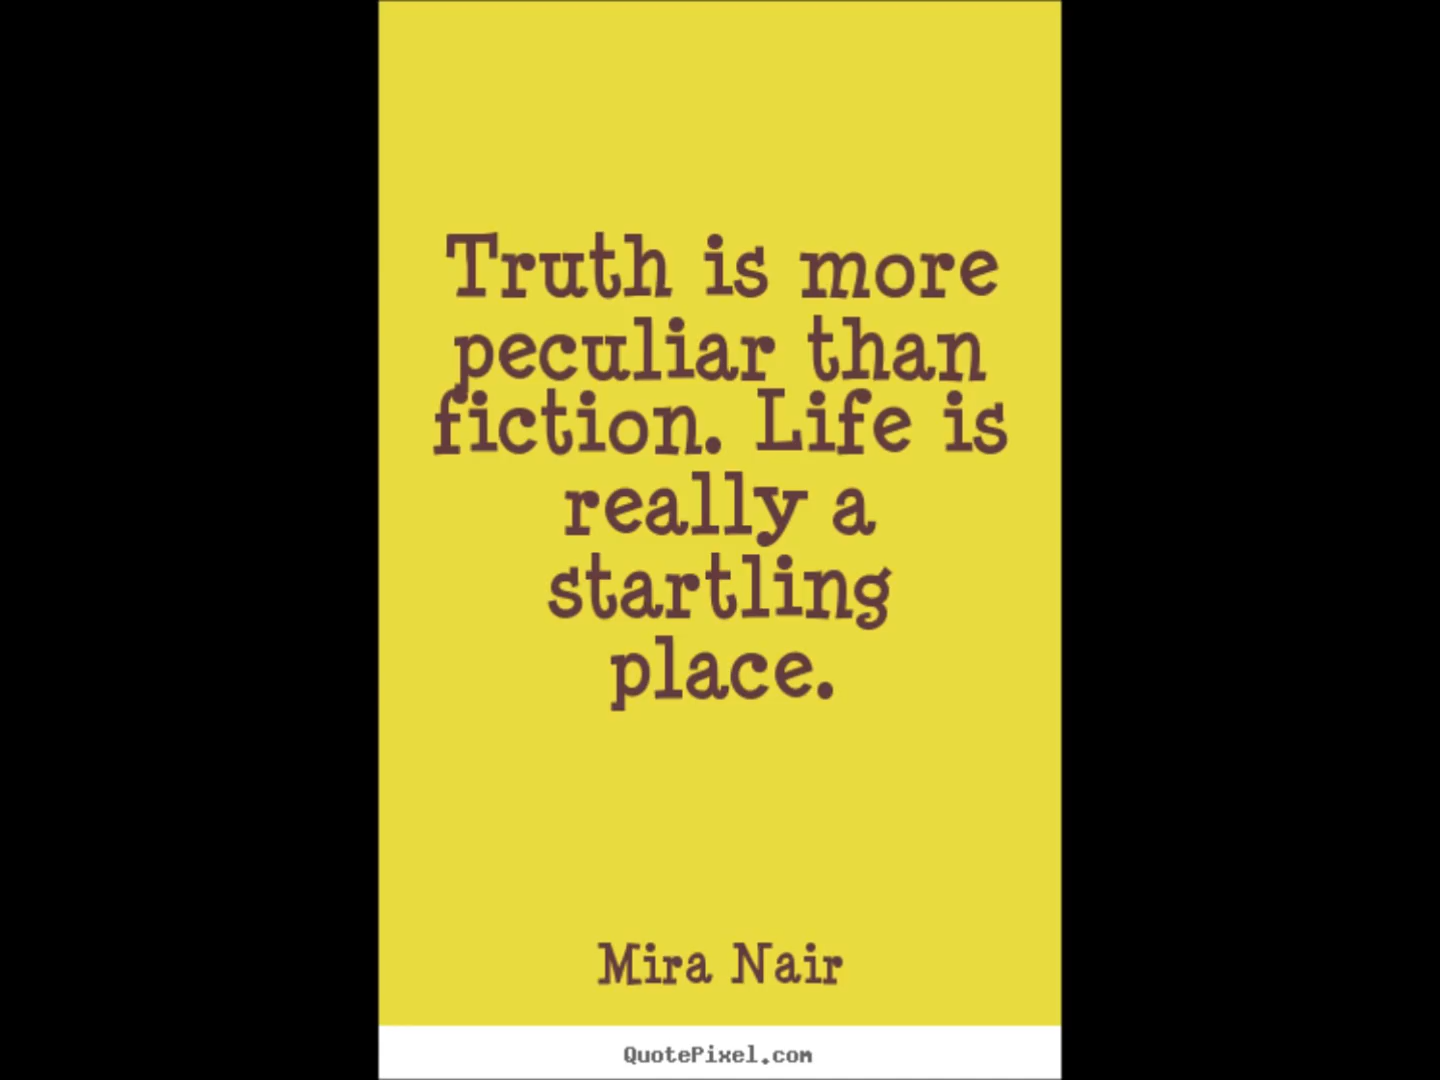 Truth is more
peculiar than
fiction. Life is
really a
startling
place.
Mira Nair
QuotePixel.com